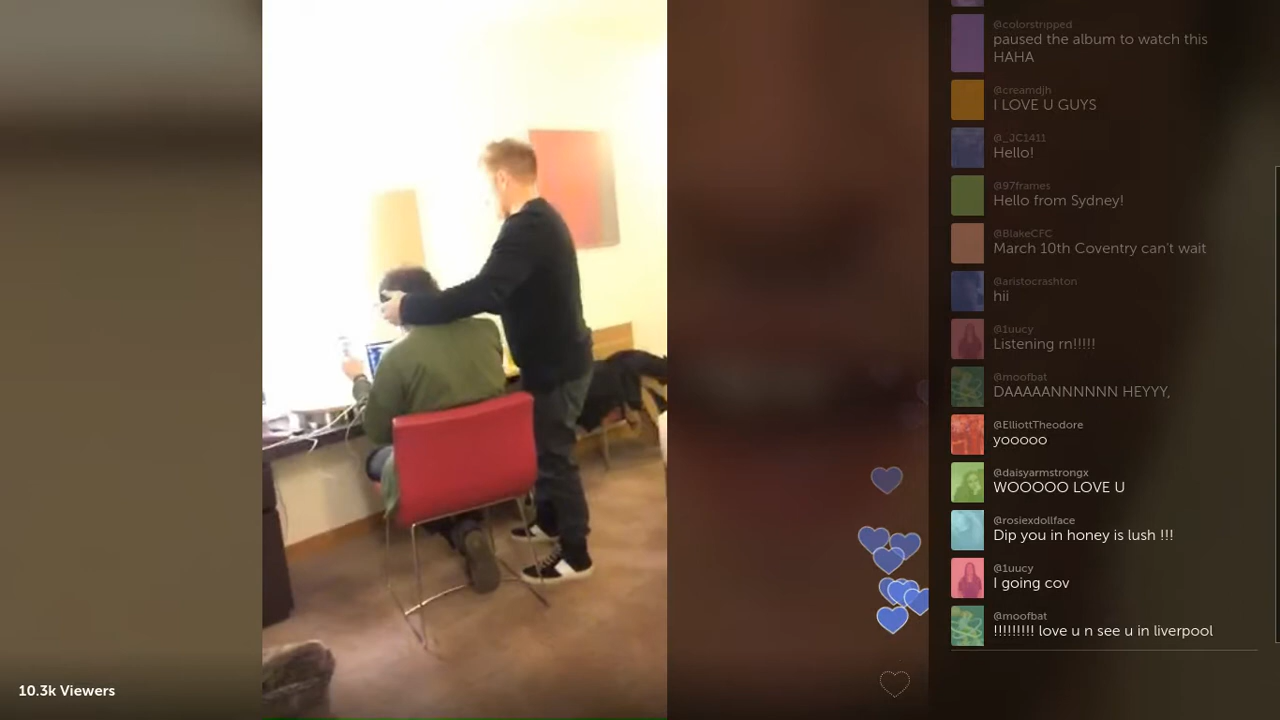 @colorstripped
paused the album to watch this
HAHA
@creamdjh
I LOVE U GUYS
@_JC1411
Hello!
@97frames
Hello from Sydney!
@BlakeCFC
March 10th Coventry can't wait
@aristocrashton
hii
@1uucy
Listening rn!!!!!
@moofbat
DAAAAANNNNNN HEYYY,
@ElliottTheodore
yooooo
@daisyarmstrongx
WOOOOO LOVE U
@rosiexdollface
Dip you in honey is lush !!!
@1uucy
I going cov
@moofbat
!!!!!!!!! love u n see u in liverpool
10.3k Viewers